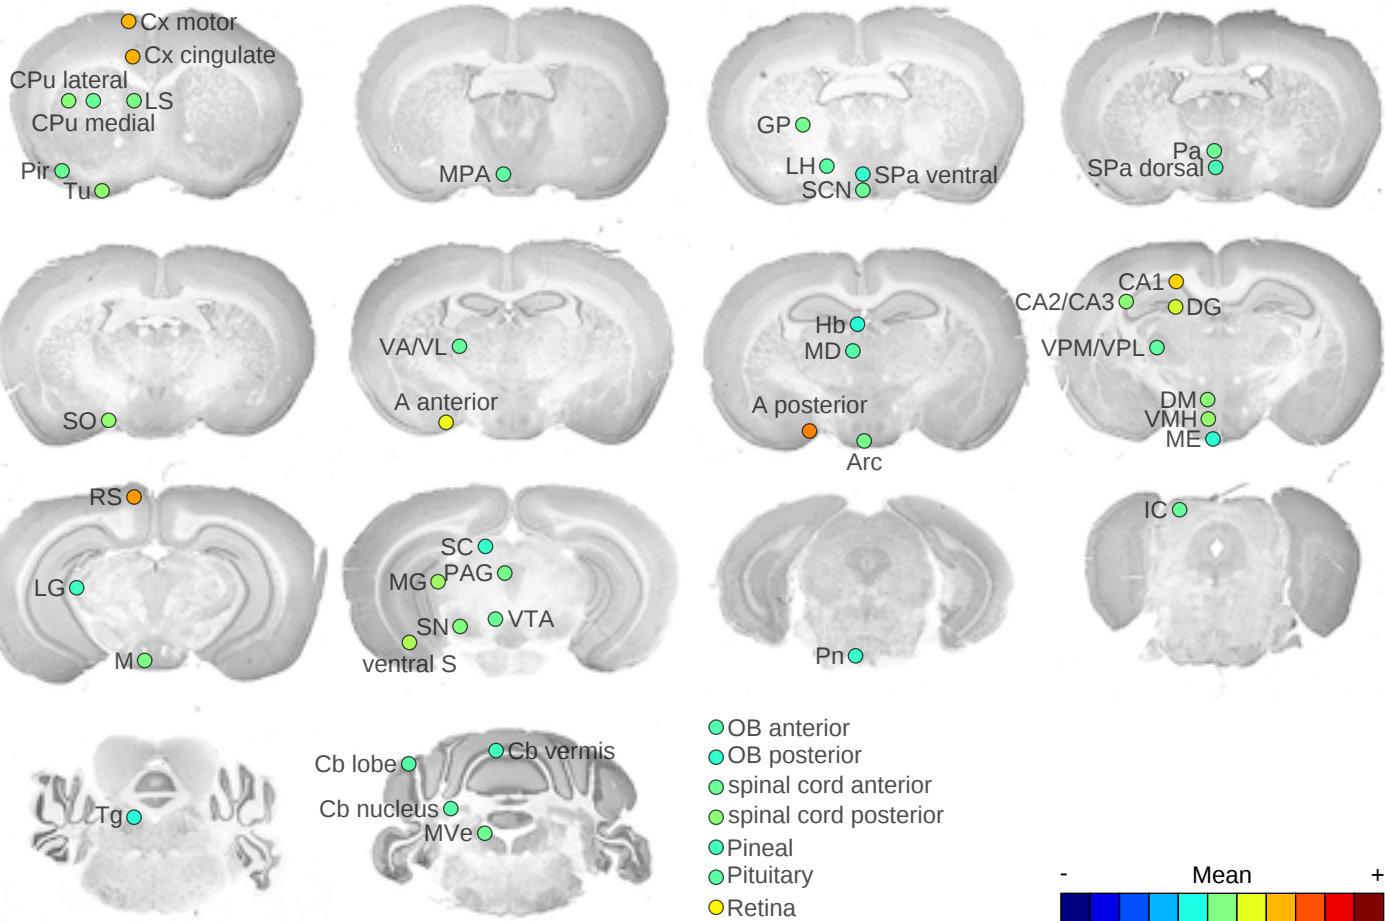 Cx motor
Cx cingulate
CPu lateral
LS
CPu medial
Pir
Tu
MPA
GP
LH
SPa ventral
SCN
Pa
SPa dorsal
SO
VA/VL
A anterior
Hb
MD
A posterior
Arc
CA1
CA2/CA3
DG
VPM/VPL
DM
VMH
ME
RS
LG
M
SC
PAG
MG
SN
VTA
ventral S
Pn
IC
Tg
Cb lobe
Cb vermis
Cb nucleus
MVe
OB anterior
OB posterior
spinal cord anterior
spinal cord posterior
Pineal
Pituitary
Retina
- Mean +